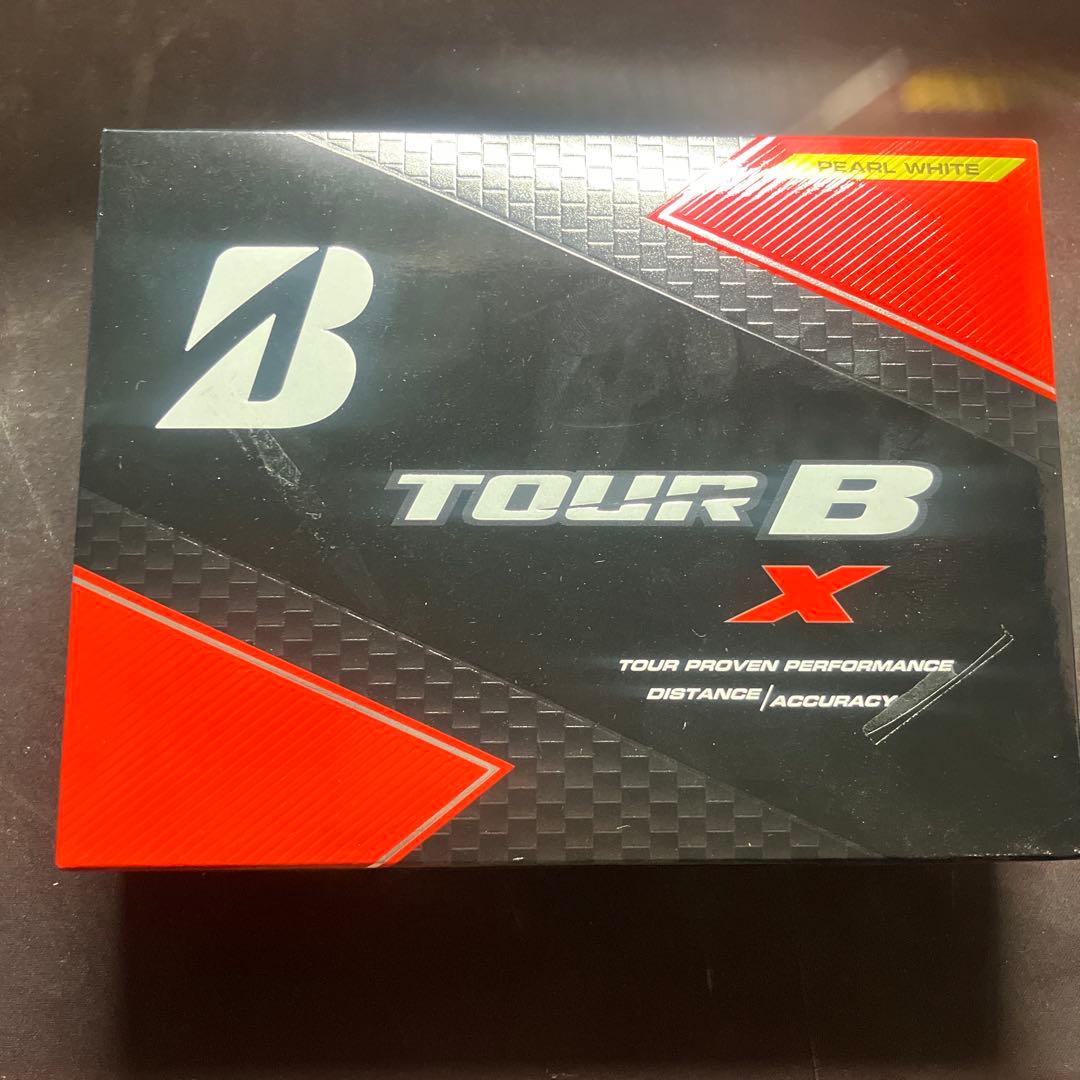 PEARL WHITE
B
TOUR B
X
TOUR PROVEN PERFORMANCE
DISTANCE/ACCURACY